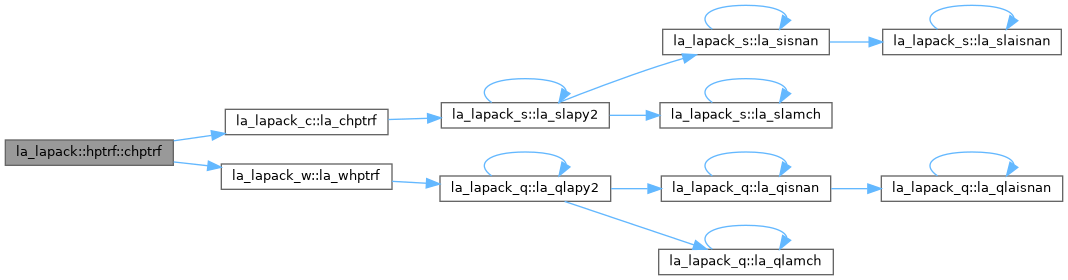 la_lapack_s::la_sisnan
la_lapack_s::la_slaisnan
la_lapack_c::la_chptrf
la_lapack_s::la_slapy2
la_lapack_s::la_slamch
la_lapack::hptrf::chptrf
la_lapack_w::la_whptrf
la_lapack_q::la_qlapy2
la_lapack_q::la_qisnan
la_lapack_q::la_qlaisnan
la_lapack_q::la_qlamch